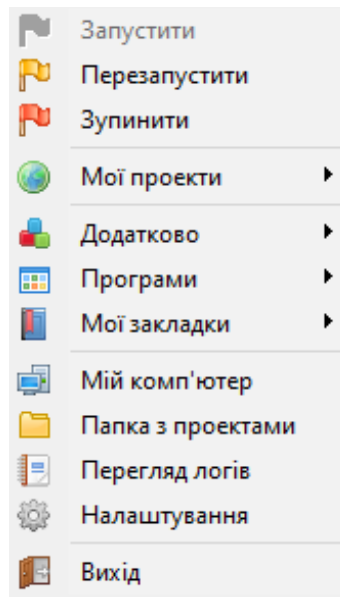 Запустити
Перезапустити
Зупинити
Мої проекти
Додатково
Програми
Мої закладки
Мій комп'ютер
Папка з проектами
Перегляд логів
Налаштування
Вихід